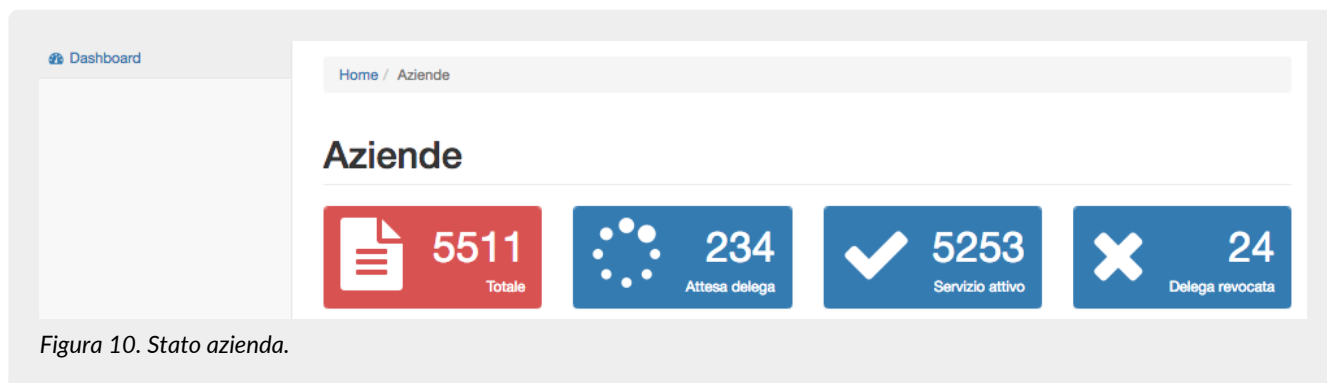 Dashboard
Home / Aziende
Aziende
5511
Totale
234
Attesa delega
5253
Servizio attivo
24
Delega revocata
Figura 10. Stato azienda.